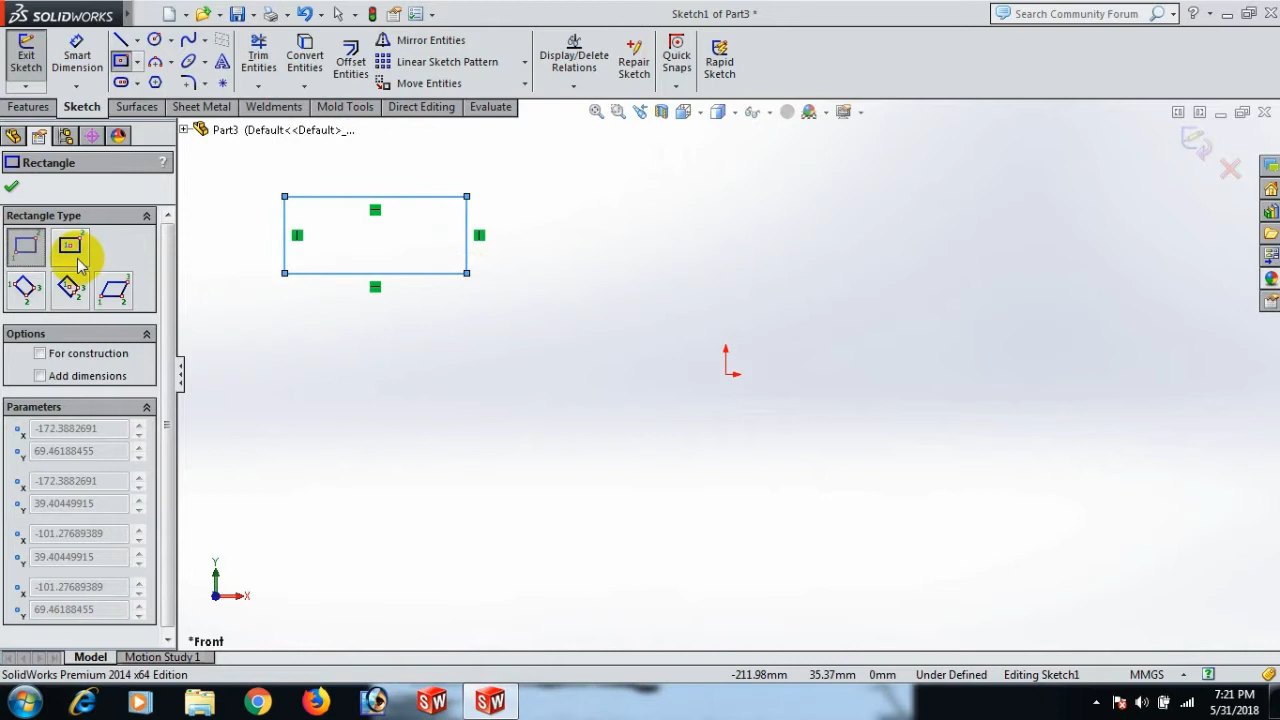 SOLIDWORKS
Sketch1 of Part3 *
Search Community Forum
Exit Sketch
Smart Dimension
Trim Entities
Convert Entities
Offset Entities
Mirror Entities
Linear Sketch Pattern
Move Entities
Display/Delete Relations
Repair Sketch
Quick Snaps
Rapid Sketch
Features
Sketch
Surfaces
Sheet Metal
Weldments
Mold Tools
Direct Editing
Evaluate
Part3 (Default<<Default>_...
Rectangle
?
Rectangle Type
Options
For construction
Add dimensions
Parameters
X -172.3882691
Y 69.46188455
X -172.3882691
Y 39.40449915
X -101.27689389
Y 39.40449915
X -101.27689389
Y 69.46188455
Y
X
*Front
Model
Motion Study 1
SolidWorks Premium 2014 x64 Edition
-211.98mm
35.37mm
0mm
Under Defined
Editing Sketch1
MMGS
?
SW
SW
7:21 PM
5/31/2018